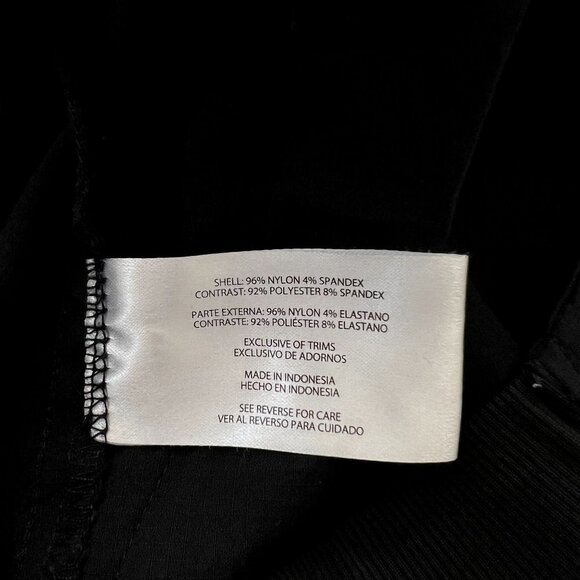 SHELL: 96% NYLON 4% SPANDEX
CONTRAST: 92% POLYESTER 8% SPANDEX
PARTE EXTERNA: 96% NYLON 4% ELASTANO
CONTRASTE: 92% POLIÉSTER 8% ELASTANO
EXCLUSIVE OF TRIMS
EXCLUSIVO DE ADORNOS
MADE IN INDONESIA
HECHO EN INDONESIA
SEE REVERSE FOR CARE
VER AL REVERSO PARA CUIDADO